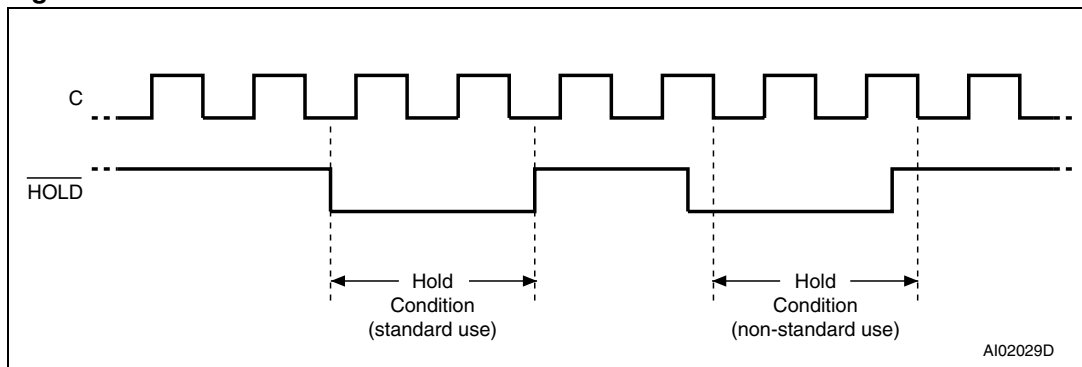 C
HOLD
Hold
Condition
(standard use)
Hold
Condition
(non-standard use)
AI02029D